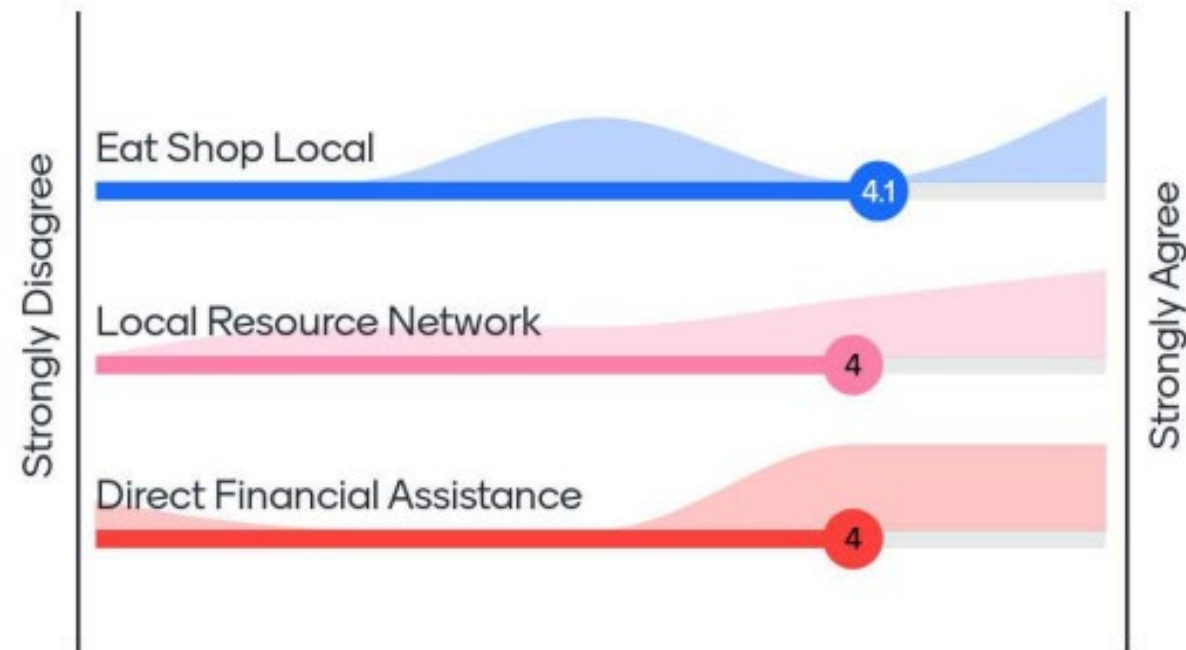 Strongly Disagree
Eat Shop Local
4.1
Local Resource Network
4
Direct Financial Assistance
4
Strongly Agree